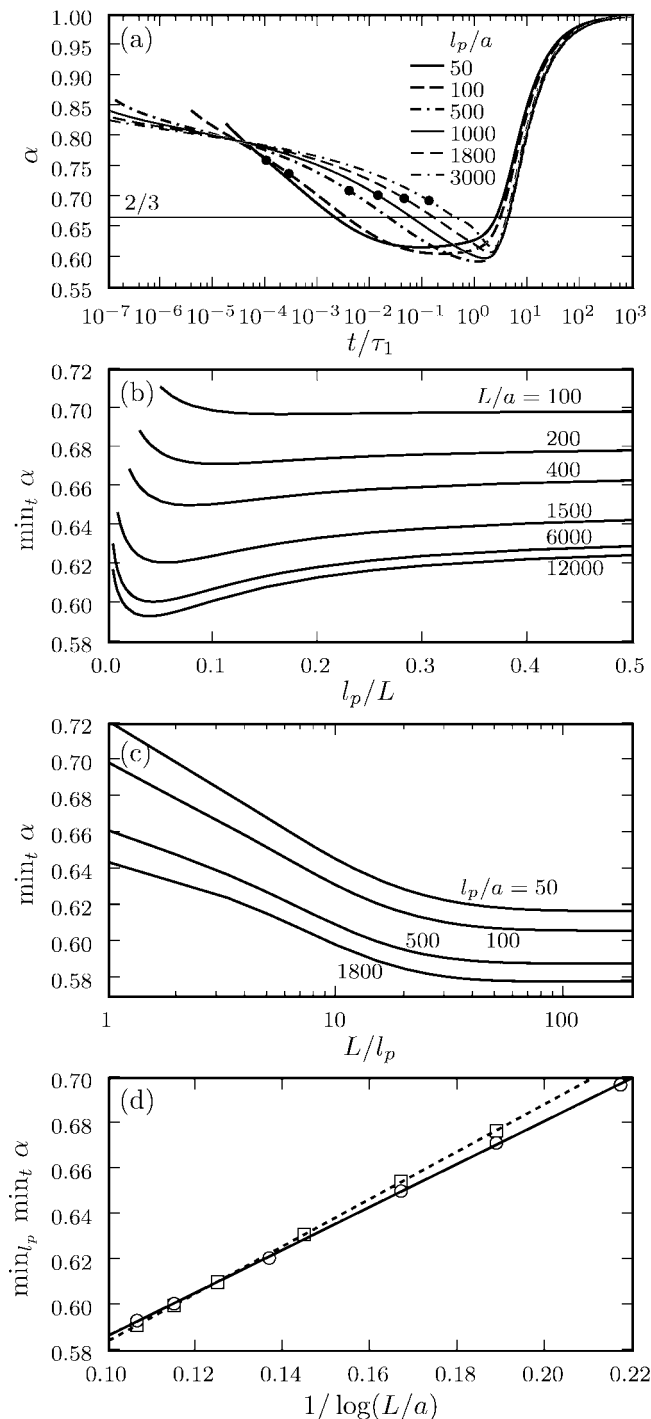 (a)
l_p/a
50
100
500
1000
1800
3000
2/3
α
1.00
0.95
0.90
0.85
0.80
0.75
0.70
0.65
0.60
0.55
10^-7 10^-6 10^-5 10^-4 10^-3 10^-2 10^-1 10^0 10^1 10^2 10^3
t/τ_1
(b)
L/a = 100
200
400
1500
6000
12000
min_t α
0.72
0.70
0.68
0.66
0.64
0.62
0.60
0.58
0.0 0.1 0.2 0.3 0.4 0.5
l_p/L
(c)
l_p/a = 50
100
500
1800
min_t α
0.72
0.70
0.68
0.66
0.64
0.62
0.60
0.58
1 10 100
L/l_p
(d)
min_{l_p} min_t α
0.70
0.68
0.66
0.64
0.62
0.60
0.58
0.10 0.12 0.14 0.16 0.18 0.20 0.22
1/ log(L/a)